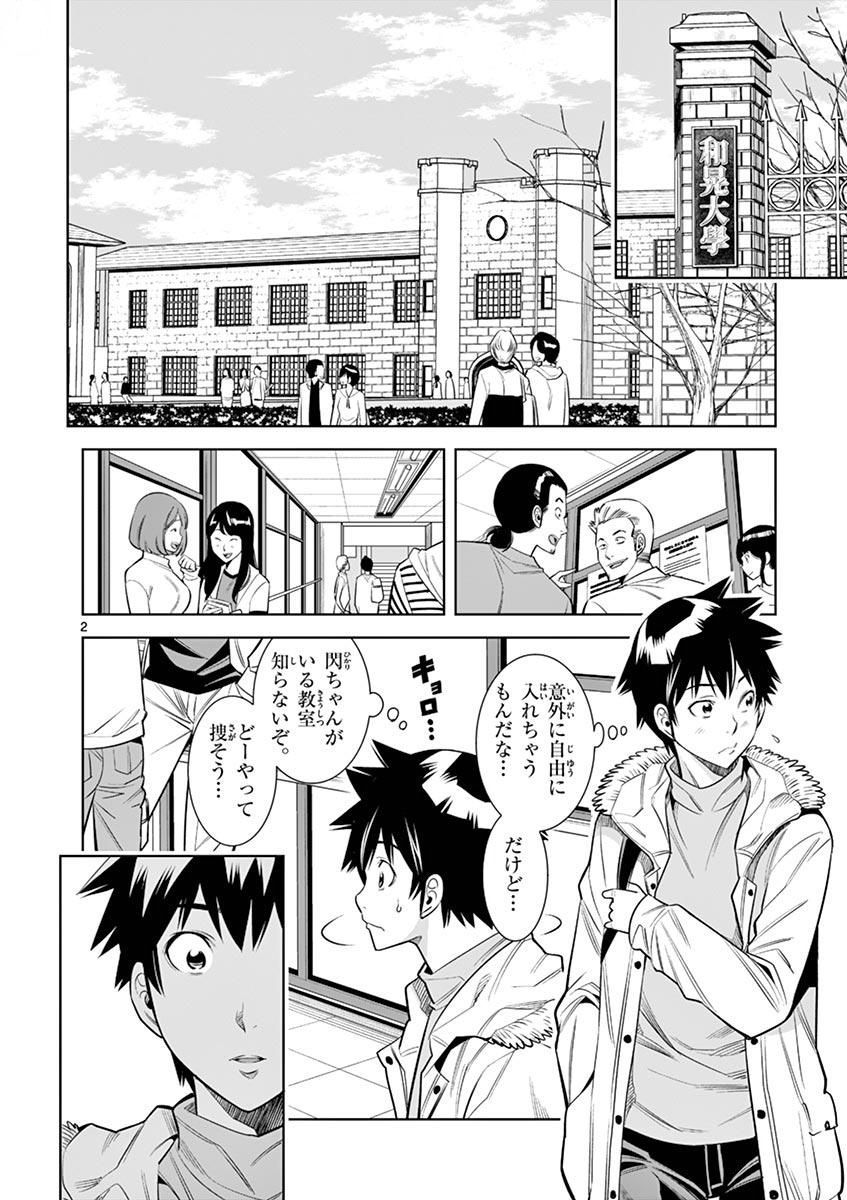 和晃大學
意外に自由に
入れちゃう
もんだな…
だけど…
キョロ…
閃ちゃんが
いる教室
知らないぞ。
どーやって
捜そう…
2